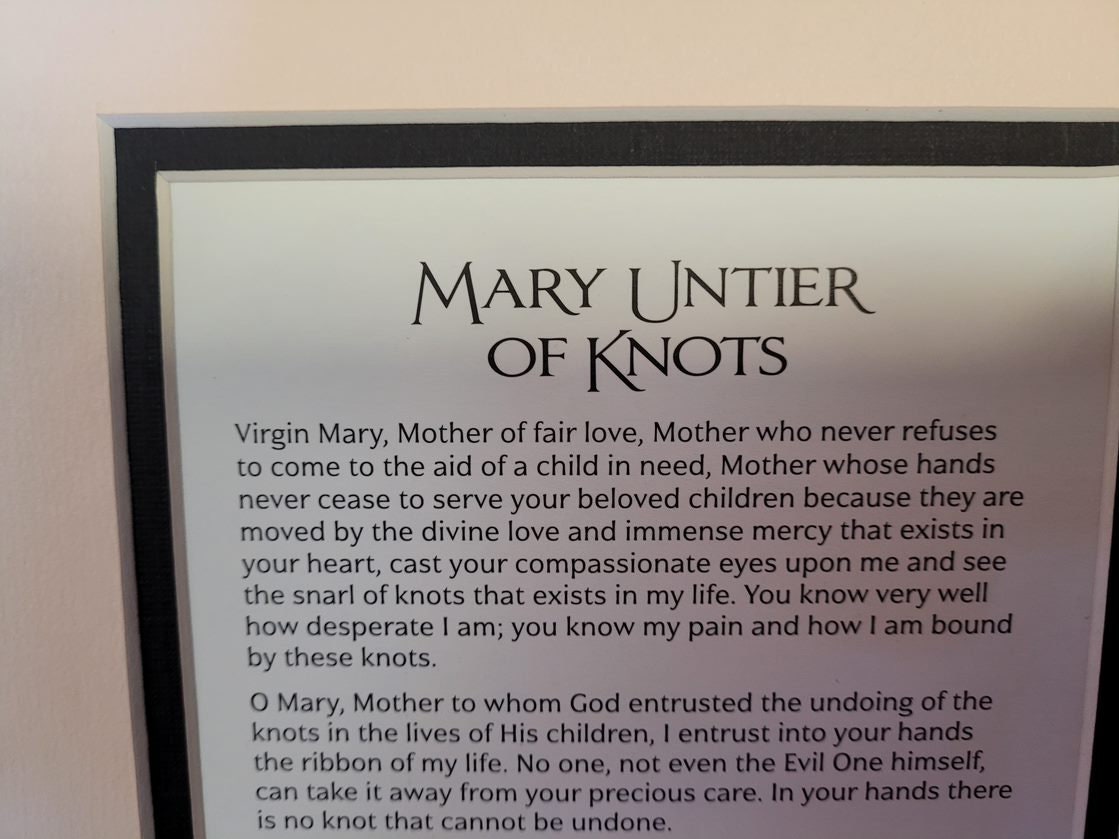 MARY UNTIER
OF KNOTS
Virgin Mary, Mother of fair love, Mother who never refuses
to come to the aid of a child in need, Mother whose hands
never cease to serve your beloved children because they are
moved by the divine love and immense mercy that exists in
your heart, cast your compassionate eyes upon me and see
the snarl of knots that exists in my life. You know very well
how desperate I am; you know my pain and how I am bound
by these knots.
O Mary, Mother to whom God entrusted the undoing of the
knots in the lives of His children, I entrust into your hands
the ribbon of my life. No one, not even the Evil One himself,
can take it away from your precious care. In your hands there
is no knot that cannot be undone.